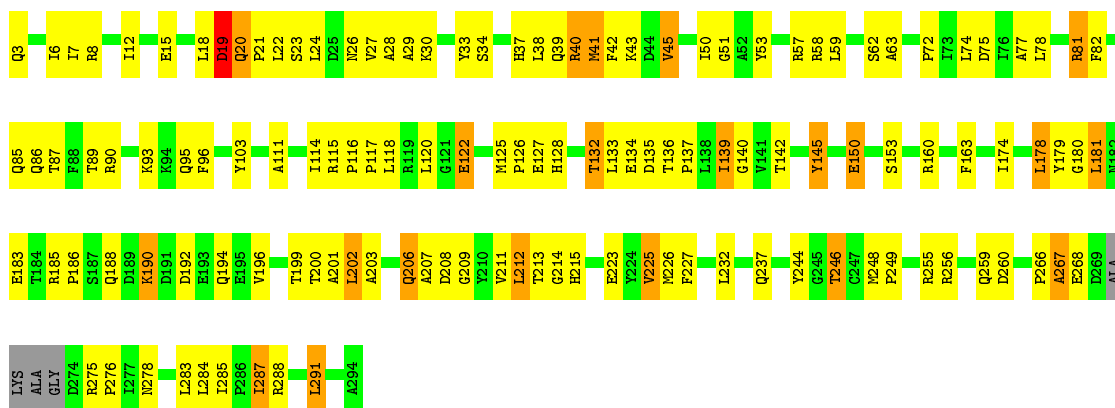 Q3 I6 I7 R8 I12 E15 L18 D19 Q20 P21 L22 S23 L24 D25 N26 V27 A28 A29 K30 Y33 S34 H37 L38 Q39 R40 M41 F42 K43 D44 V45 I50 G51 A52 Y53 R57 R58 L59 S62 A63 P72 I73 L74 D75 I76 A77 L78 R81 F82
Q85 Q86 T87 F88 T89 R90 K93 K94 Q95 F96 Y103 A111 I114 R115 P116 P117 L118 R119 L120 G121 E122 M125 P126 E127 H128 T132 L133 E134 D135 T136 P137 L138 I139 G140 V141 T142 Y145 E150 S153 R160 F163 I174 L178 Y179 G180 L181 N182
E183 T184 R185 P186 S187 Q188 D189 K190 D191 D192 E193 Q194 E195 V196 T199 T200 A201 L202 A203 Q206 A207 D208 G209 Y210 V211 L212 T213 G214 H215 E223 Y224 V225 M226 F227 L232 Q237 Y244 G245 T246 C247 M248 P249 R255 R256 Q259 D260 P266 A267 E268 D269 ALA
LYS ALA GLY D274 R275 P276 I277 N278 L283 L284 I285 P286 I287 R288 L291 A294